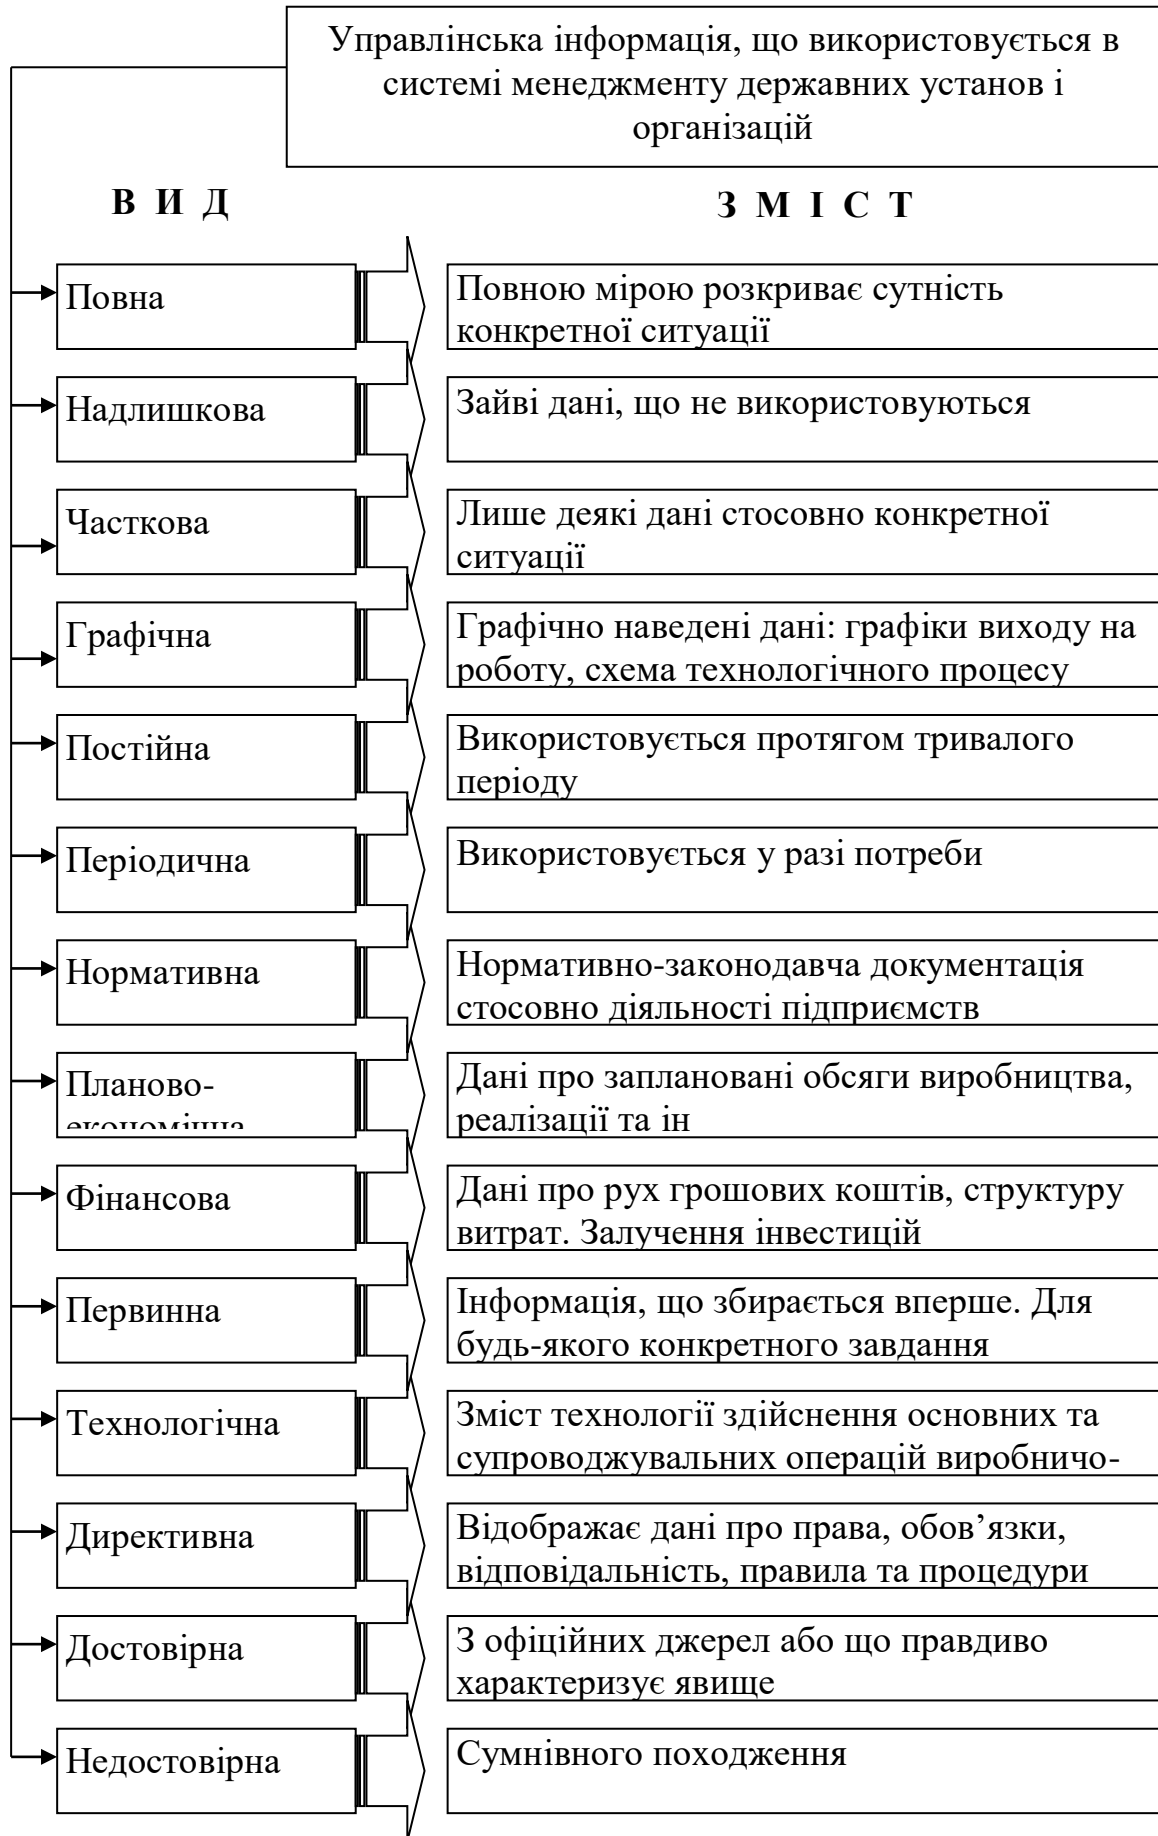 Управлінська інформація, що використовується в
системі менеджменту державних установ і
організацій
В И Д
З М І С Т
Повна
Повною мірою розкриває сутність
конкретної ситуації
Надлишкова
Зайві дані, що не використовуються
Часткова
Лише деякі дані стосовно конкретної
ситуації
Графічна
Графічно наведені дані: графіки виходу на
роботу, схема технологічного процесу
Постійна
Використовується протягом тривалого
періоду
Періодична
Використовується у разі потреби
Нормативна
Нормативно-законодавча документація
стосовно діяльності підприємств
Планово-
економічна
Дані про заплановані обсяги виробництва,
реалізації та ін
Фінансова
Дані про рух грошових коштів, структуру
витрат. Залучення інвестицій
Первинна
Інформація, що збирається вперше. Для
будь-якого конкретного завдання
Технологічна
Зміст технології здійснення основних та
супроводжувальних операцій виробничо-
Директивна
Відображає дані про права, обов’язки,
відповідальність, правила та процедури
Достовірна
З офіційних джерел або що правдиво
характеризує явище
Недостовірна
Сумнівного походження